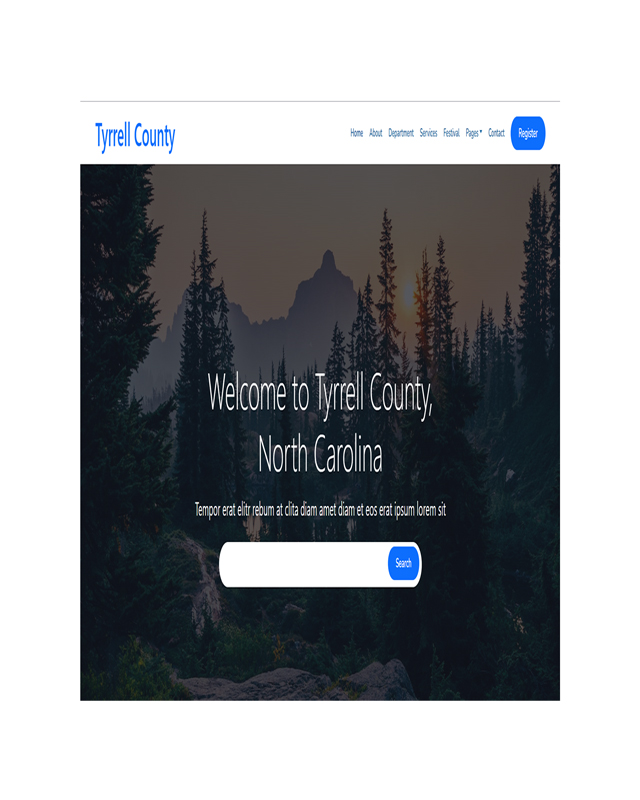 Tyrrell County
Home About Department Services Festival Pages Contact Register
Welcome to Tyrrell County,
North Carolina
Tempor erat elitr rebum at clita diam amet diam et eos erat ipsum lorem sit
Search